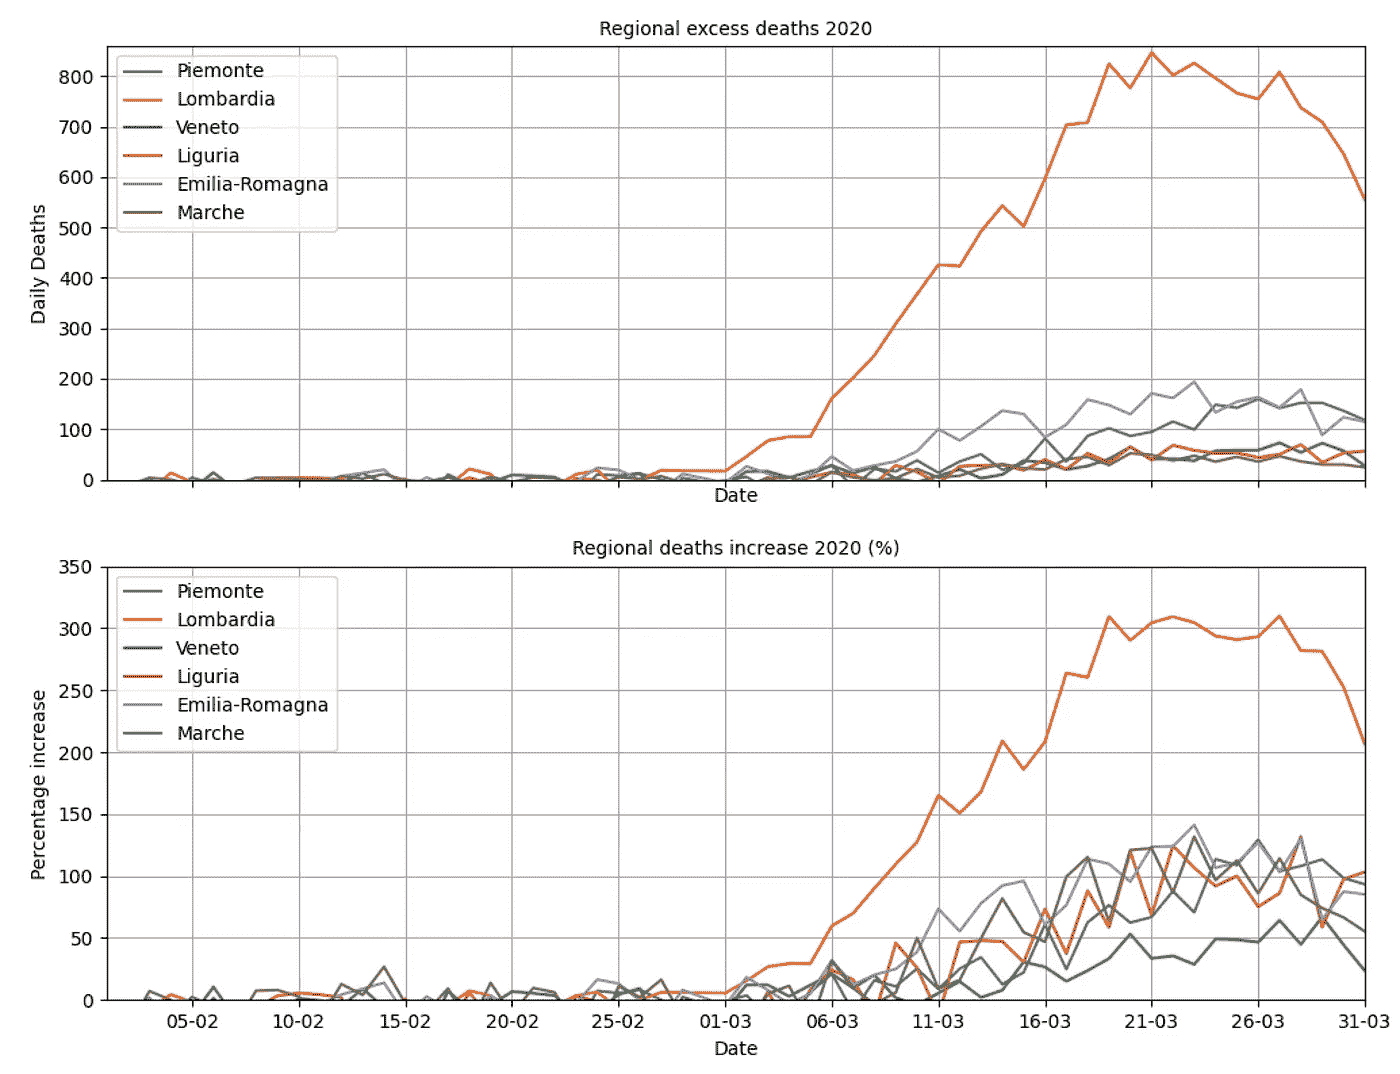 Regional excess deaths 2020
Piemonte
Lombardia
Veneto
Liguria
Emilia-Romagna
Marche
800
700
600
500
400
300
200
100
0
Daily Deaths
Date
Regional deaths increase 2020 (%)
Piemonte
Lombardia
Veneto
Liguria
Emilia-Romagna
Marche
350
300
250
200
150
100
50
0
Percentage increase
05-02 10-02 15-02 20-02 25-02 01-03 06-03 11-03 16-03 21-03 26-03 31-03
Date